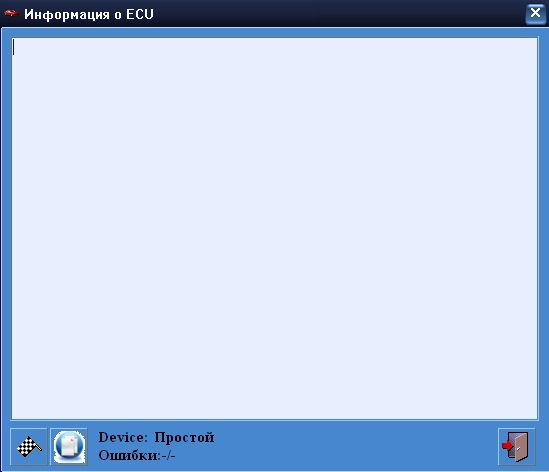 Информация о ECU
Device: Простой
Ошибки:-/-